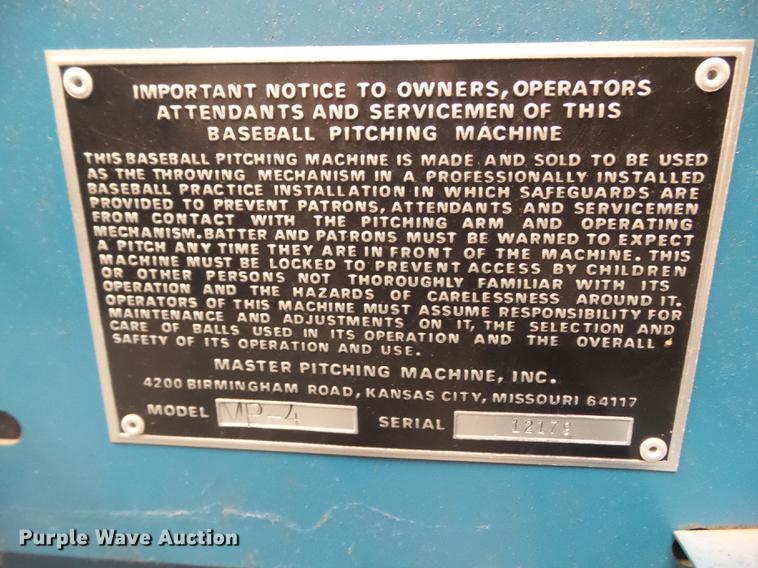 IMPORTANT NOTICE TO OWNERS, OPERATORS
ATTENDANTS AND SERVICEMEN OF THIS
BASEBALL PITCHING MACHINE
THIS BASEBALL PITCHING MACHINE IS MADE AND SOLD TO BE USED
AS THE THROWING MECHANISM IN A PROFESSIONALLY INSTALLED
BASEBALL PRACTICE INSTALLATION IN WHICH SAFEGUARDS ARE
PROVIDED TO PREVENT PATRONS, ATTENDANTS AND SERVICEMEN
FROM CONTACT WITH THE PITCHING ARM AND OPERATING
MECHANISM. BATTER AND PATRONS MUST BE WARNED TO EXPECT
A PITCH ANY TIME THEY ARE IN FRONT OF THE MACHINE. THIS
MACHINE MUST BE LOCKED TO PREVENT ACCESS BY CHILDREN
OR OTHER PERSONS NOT THOROUGHLY FAMILIAR WITH ITS
OPERATION AND THE HAZARDS OF CARELESSNESS AROUND IT.
OPERATORS OF THIS MACHINE MUST ASSUME RESPONSIBILITY FOR
MAINTENANCE AND ADJUSTMENTS ON IT, THE SELECTION AND
CARE OF BALLS USED IN ITS OPERATION AND THE OVERALL
SAFETY OF ITS OPERATION AND USE.
MASTER PITCHING MACHINE, INC.
4200 BIRMINGHAM ROAD, KANSAS CITY, MISSOURI 64117
MODEL MP-4 SERIAL 12179
Purple Wave Auction